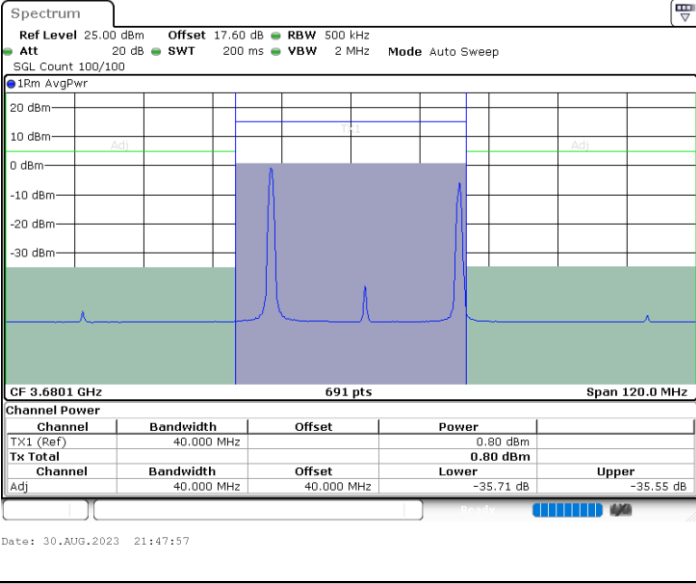 Spectrum
Ref Level 25.00 dBm Offset 17.60 dB RBW 500 kHz
Att 20 dB SWT 200 ms VBW 2 MHz Mode Auto Sweep
SGL Count 100/100
1Rm AvgPwr
20 dBm
TX1
10 dBm
Adj Adj
0 dBm
-10 dBm
-20 dBm
-30 dBm
CF 3.6801 GHz 691 pts Span 120.0 MHz
Channel Power
Channel Bandwidth Offset Power
TX1 (Ref) 40.000 MHz 0.80 dBm
Tx Total 0.80 dBm
Channel Bandwidth Offset Lower Upper
Adj 40.000 MHz 40.000 MHz -35.71 dB -35.55 dB
Ready
Date: 30.AUG.2023 21:47:57